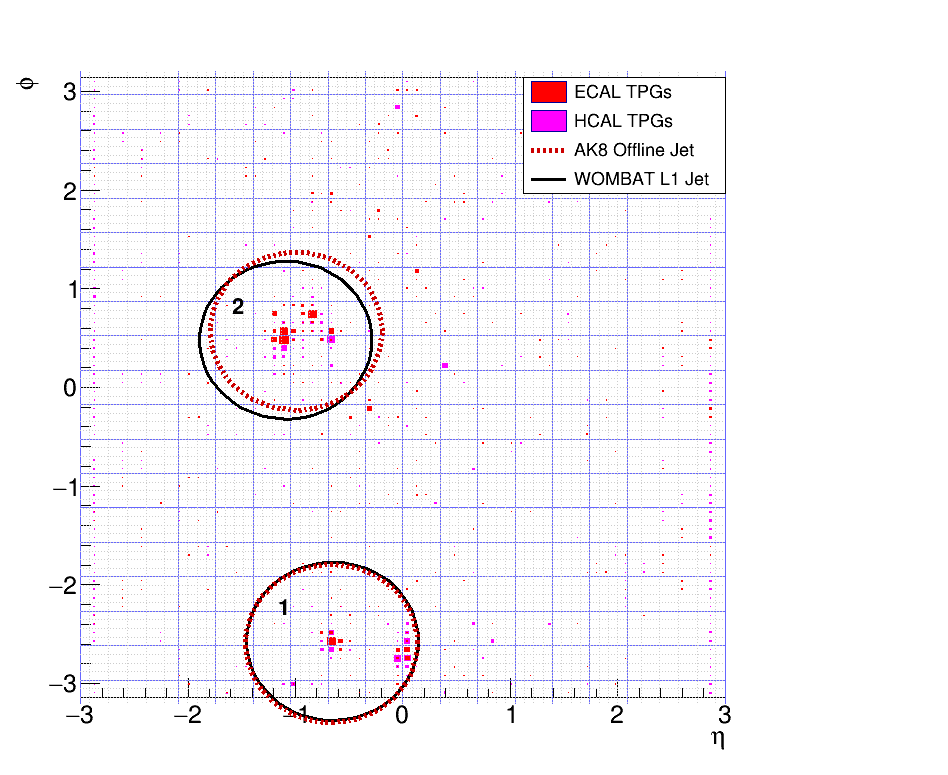 φ
3
2
1
0
−1
−2
−3
ECAL TPGs
HCAL TPGs
AK8 Offline Jet
WOMBAT L1 Jet
2
1
−3 −2 −1 0 1 2 3
η